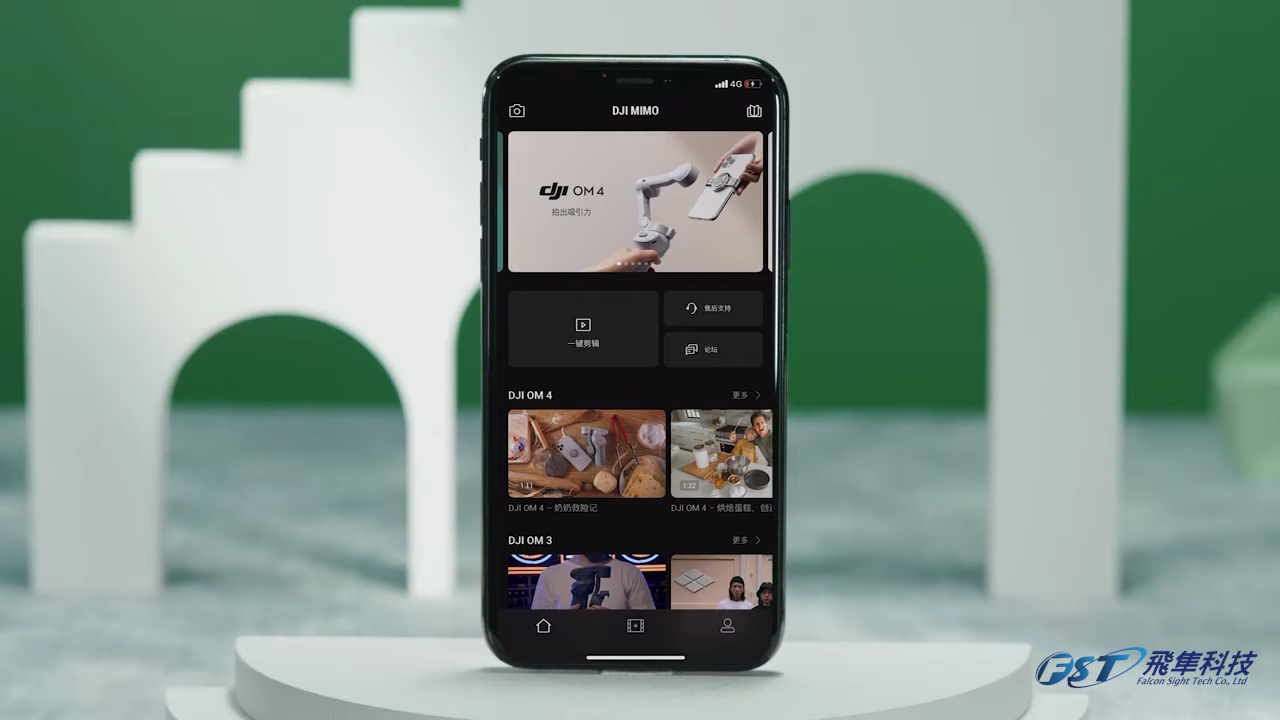 4G
DJI MIMO
dji OM 4
拍出吸引力
一键剪辑
售后支持
论坛
DJI OM 4
更多
1:11
1:22
DJI OM 4 - 奶奶救险记
DJI OM 4 - 烘焙蛋糕，创
DJI OM 3
更多
FST 飛隼科技
Falcon Sight Tech Co., Ltd